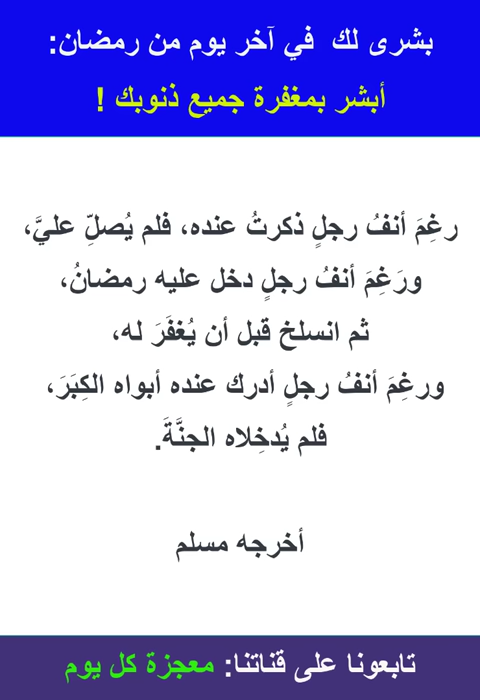 بشرى لك في آخر يوم من رمضان:
أبشر بمغفرة جميع ذنوبك !
رغِمَ أنفُ رجلٍ ذكرتُ عنده، فلم يُصلِّ عليَّ،
ورَغِمَ أنفُ رجلٍ دخل عليه رمضانُ،
ثم انسلخ قبل أن يُغفَرَ له،
ورغِمَ أنفُ رجلٍ أدرك عنده أبواه الكِبَرَ،
فلم يُدخِلاه الجنَّةَ.
أخرجه مسلم
تابعونا على قناتنا: معجزة كل يوم